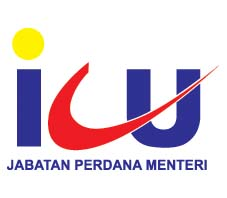 iCU
JABATAN PERDANA MENTERI